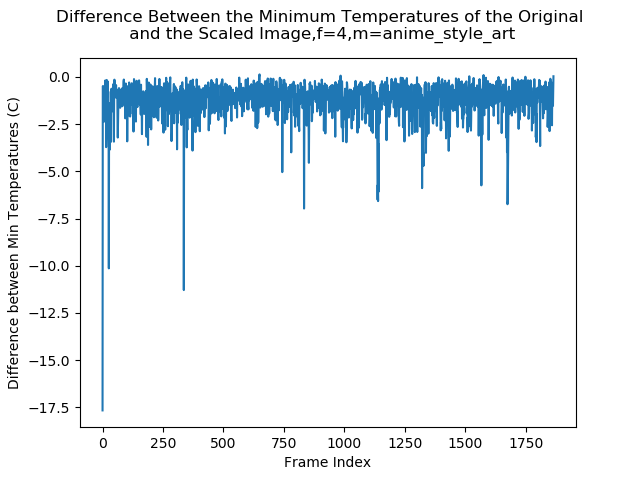 Difference Between the Minimum Temperatures of the Original
and the Scaled Image,f=4,m=anime_style_art
0.0
−2.5
−5.0
−7.5
−10.0
−12.5
−15.0
−17.5
Difference between Min Temperatures (C)
0 250 500 750 1000 1250 1500 1750
Frame Index